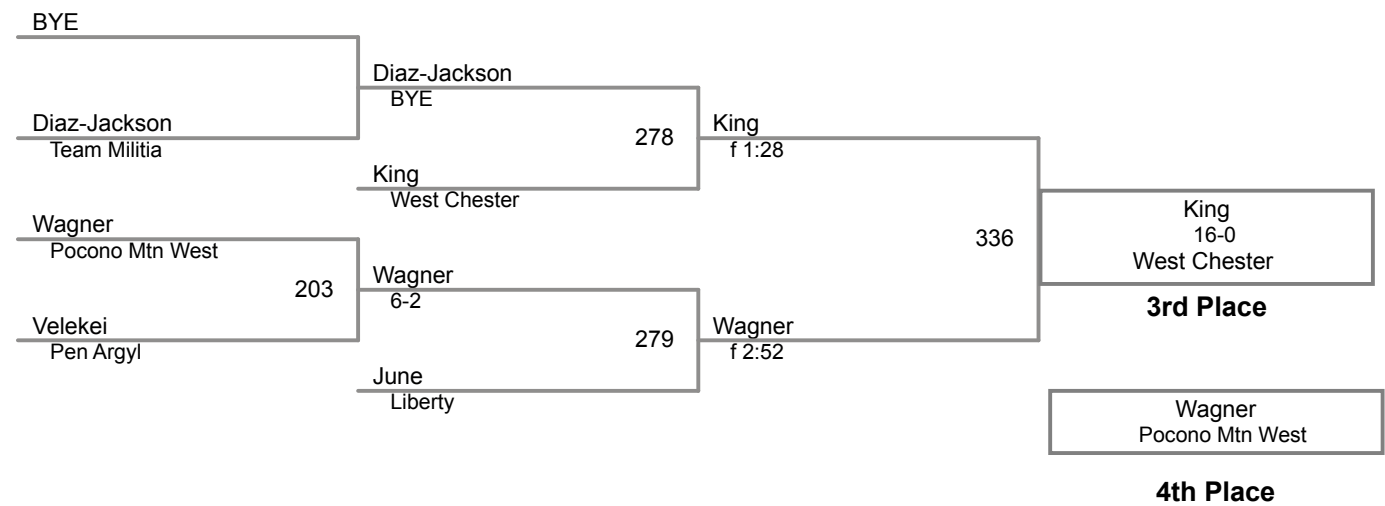 BYE
Diaz-Jackson
BYE
Diaz-Jackson
Team Militia
278
King
f 1:28
King
West Chester
Wagner
Pocono Mtn West
336
King
16-0
West Chester
3rd Place
203
Wagner
6-2
Velekei
Pen Argyl
279
Wagner
f 2:52
June
Liberty
Wagner
Pocono Mtn West
4th Place